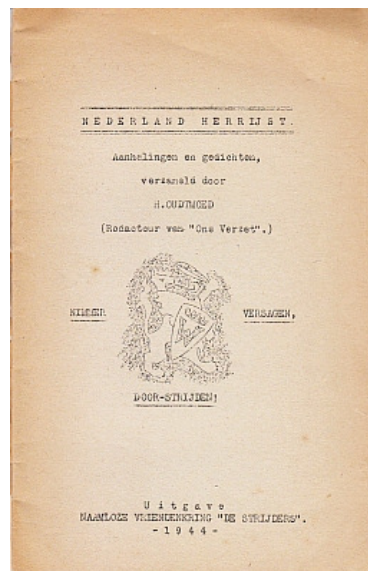 NEDERLAND HERRIJST.
Aanhalingen en gedichten,
verzameld door
H.OUDTMOED
(Redacteur van "Ons Verzet".)
NIMMER VERSAGEN,
DOOR-STRIJDEN!
Uitgave
NAAMLOZE VRIENDENKRING "DE STRIJDERS".
-1944-